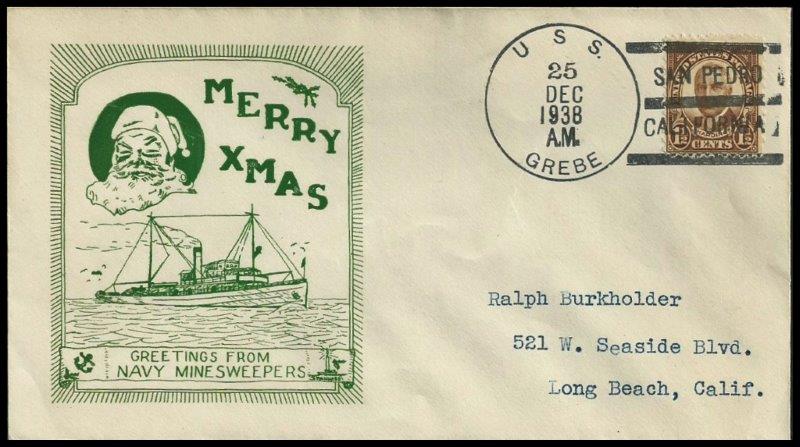 MERRY
XMAS
GREETINGS FROM
NAVY MINESWEEPERS
U.S.S.
25
DEC
1938
A.M.
GREBE
SAN PEDRO
CALIFORNIA
CENTS
Ralph Burkholder
521 W. Seaside Blvd.
Long Beach, Calif.